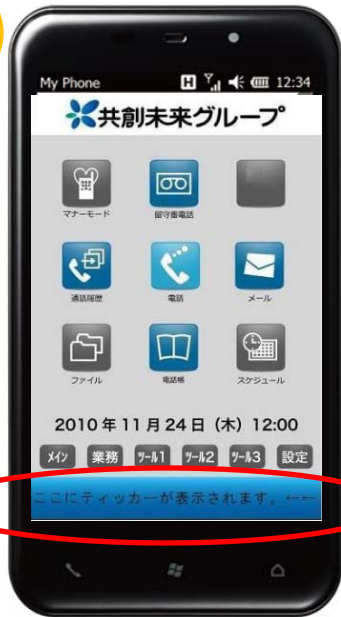 My Phone H 12:34
共創未来グループ
マナーモード 留守番電話
通話履歴 電話 メール
ファイル 電話帳 スケジュール
2010年11月24日（木）12:00
ﾒｲﾝ 業務 ﾂｰﾙ1 ﾂｰﾙ2 ﾂｰﾙ3 設定
ここにティッカーが表示されます。←←